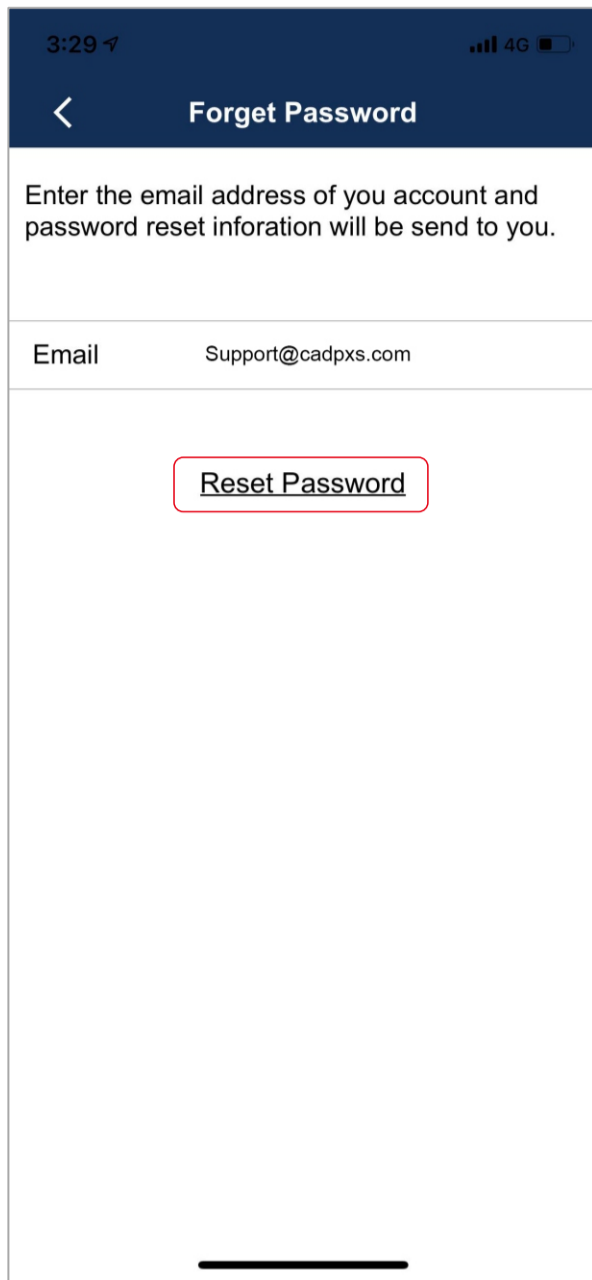 3:29 4G
Forget Password
Enter the email address of you account and
password reset inforation will be send to you.
Email Support@cadpxs.com
Reset Password